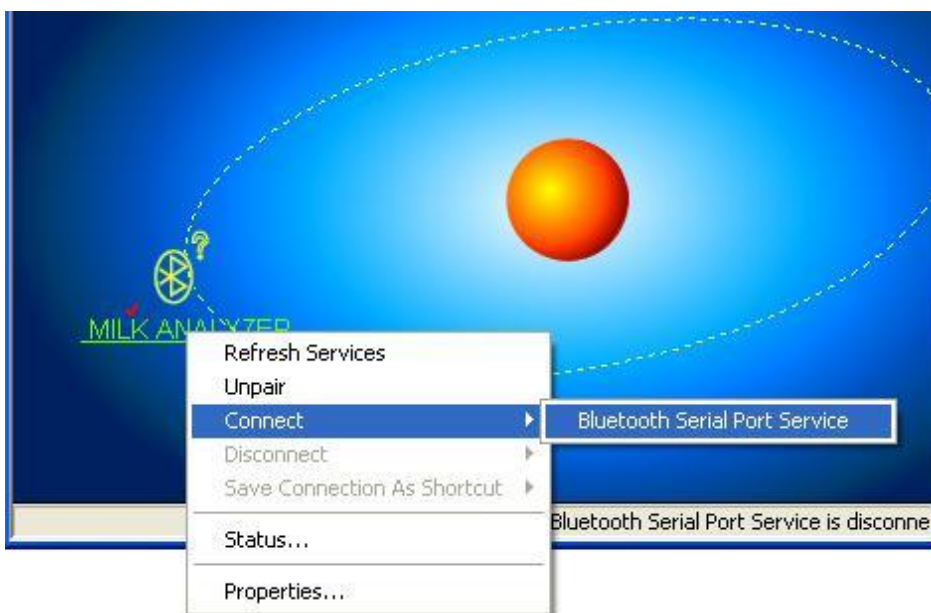 MILK ANALYZER
Refresh Services
Unpair
Connect
Bluetooth Serial Port Service
Disconnect
Save Connection As Shortcut
Bluetooth Serial Port Service is disconne
Status...
Properties...